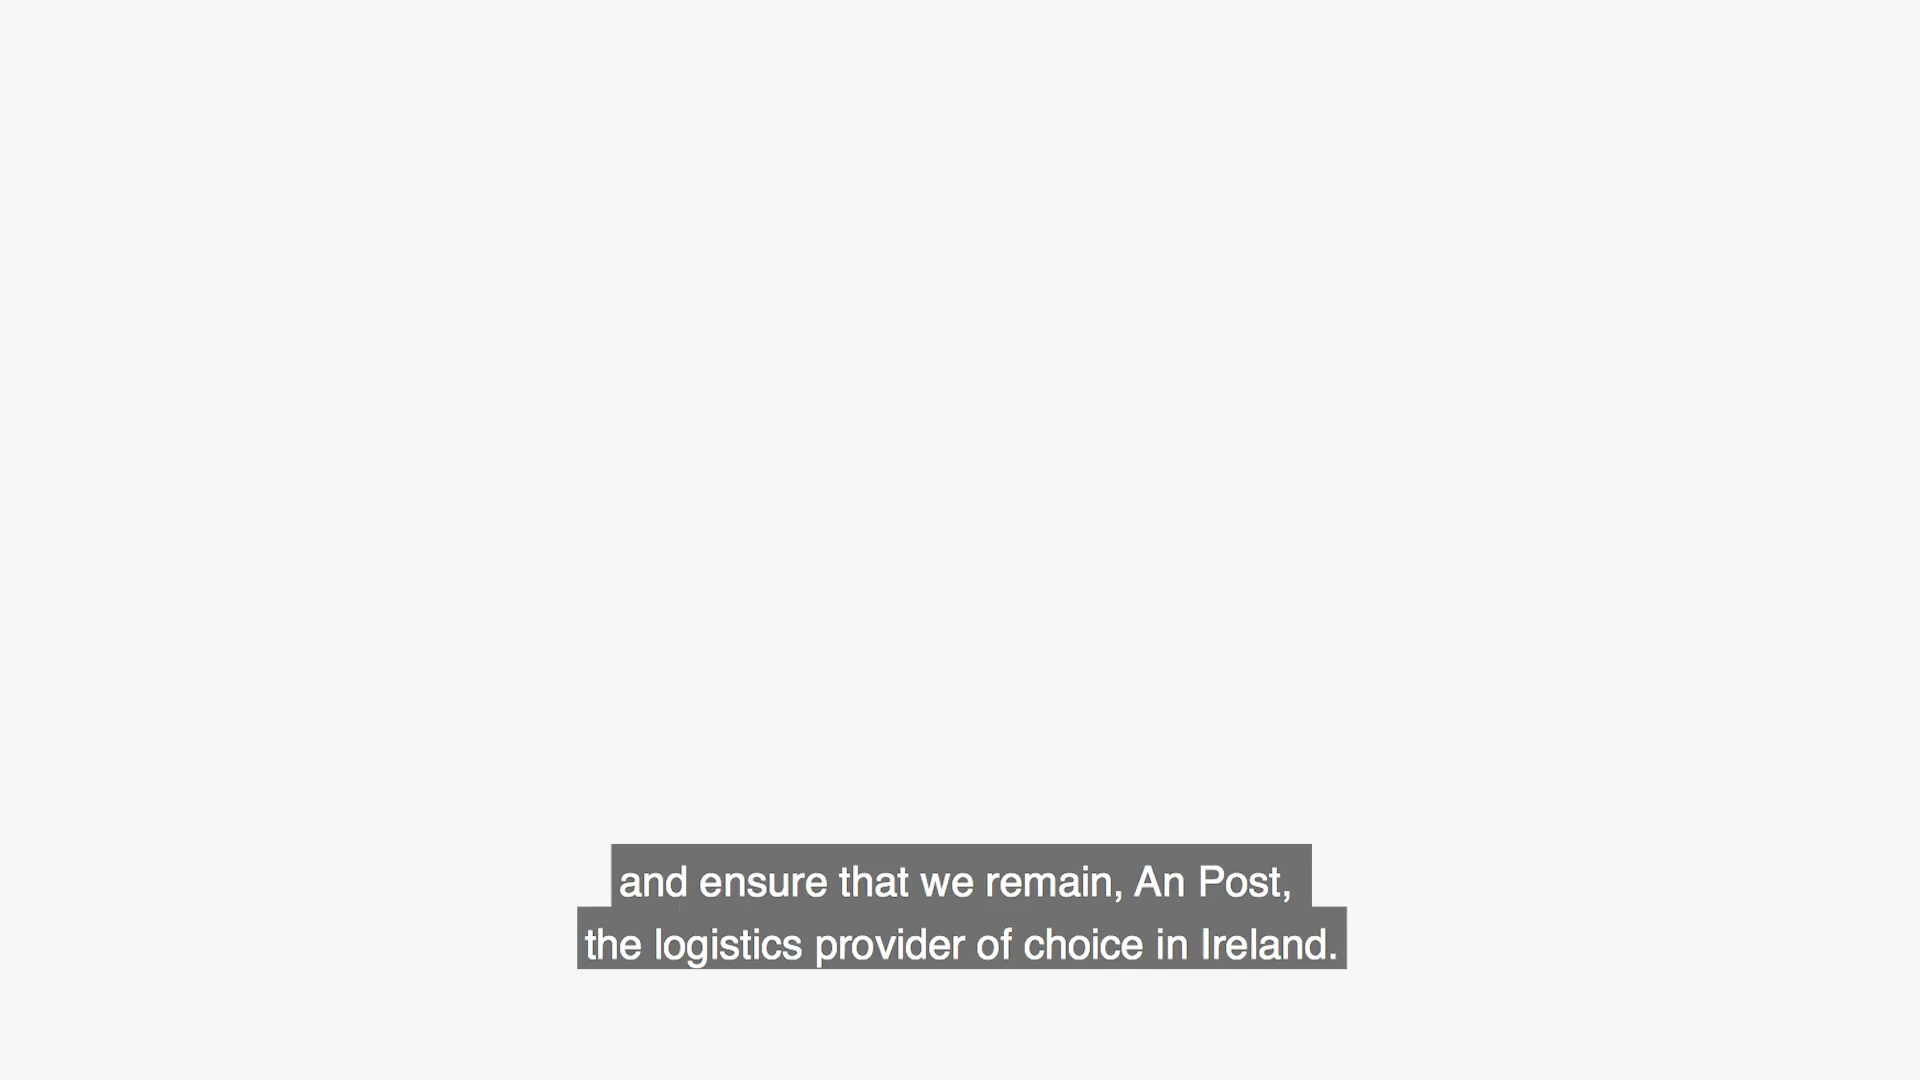 and ensure that we remain, An Post,
the logistics provider of choice in Ireland.